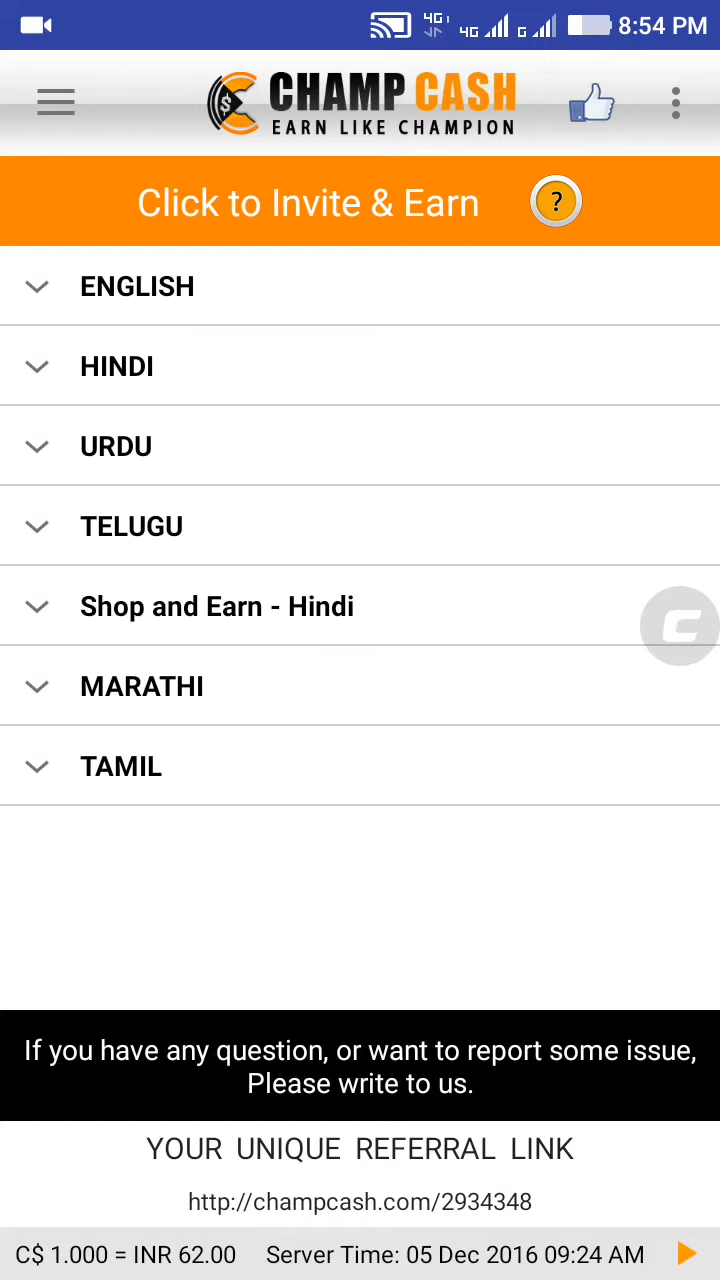 4G 4G G 8:54 PM
$ CHAMP CASH
EARN LIKE CHAMPION
Click to Invite & Earn ?
ENGLISH
HINDI
URDU
TELUGU
Shop and Earn - Hindi
MARATHI
TAMIL
If you have any question, or want to report some issue,
Please write to us.
YOUR UNIQUE REFERRAL LINK
http://champcash.com/2934348
C$ 1.000 = INR 62.00 Server Time: 05 Dec 2016 09:24 AM